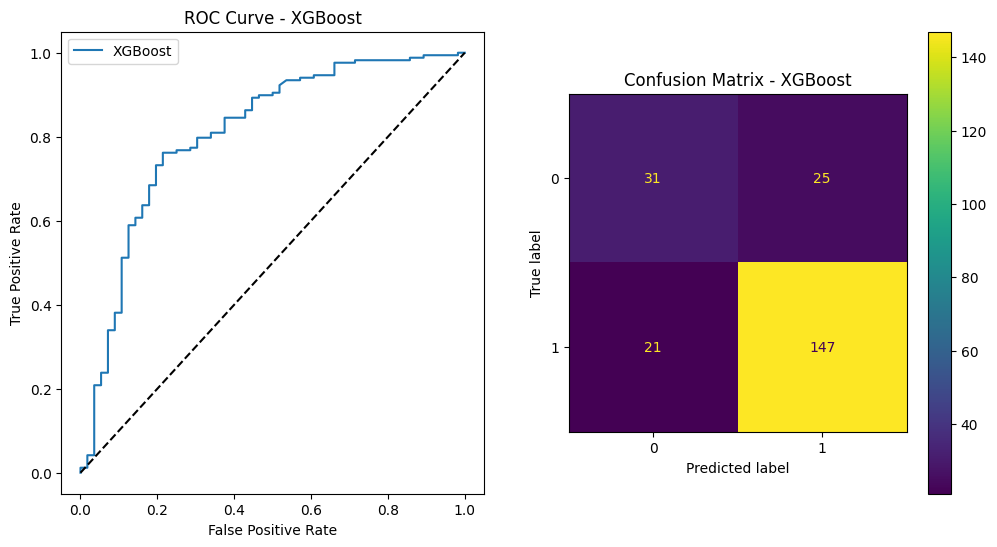 ROC Curve - XGBoost
XGBoost
1.0
0.8
0.6
0.4
0.2
0.0
True Positive Rate
0.0 0.2 0.4 0.6 0.8 1.0
False Positive Rate
Confusion Matrix - XGBoost
0
31 25
1
21 147
True label
0 1
Predicted label
140
120
100
80
60
40